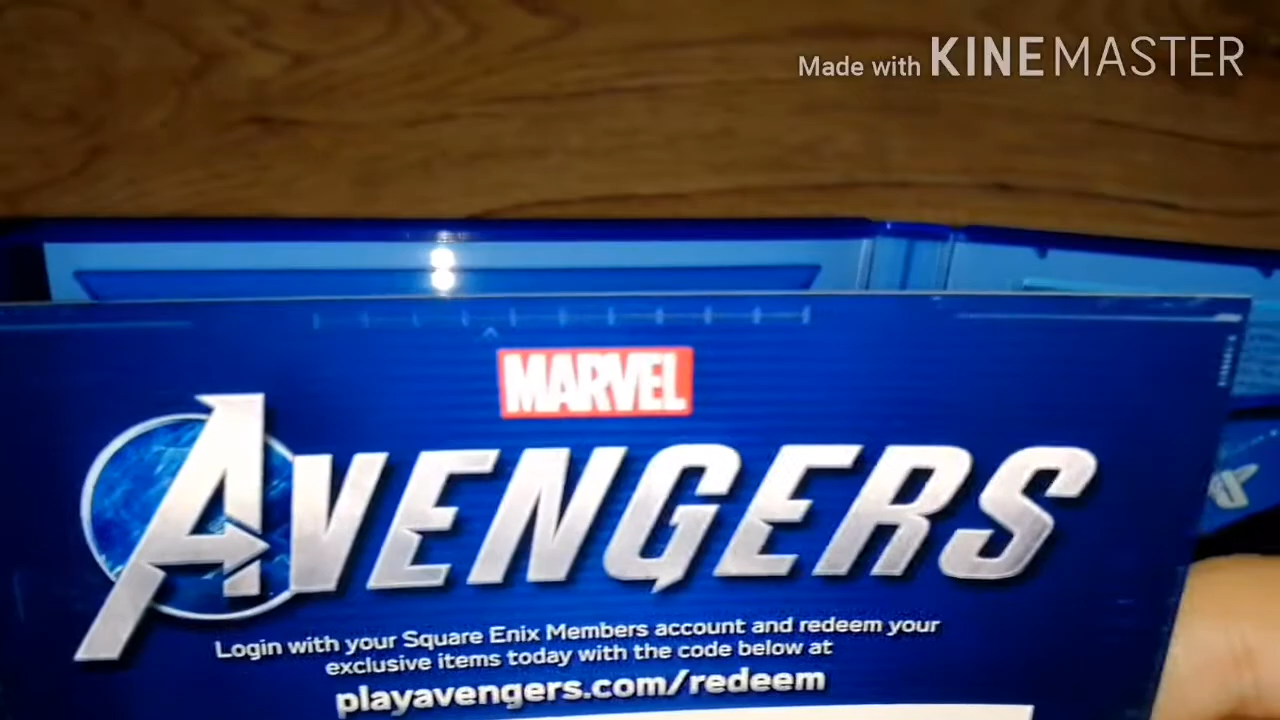 Made with KINEMASTER
MARVEL
AVENGERS
Login with your Square Enix Members account and redeem your
exclusive items today with the code below at
playavengers.com/redeem